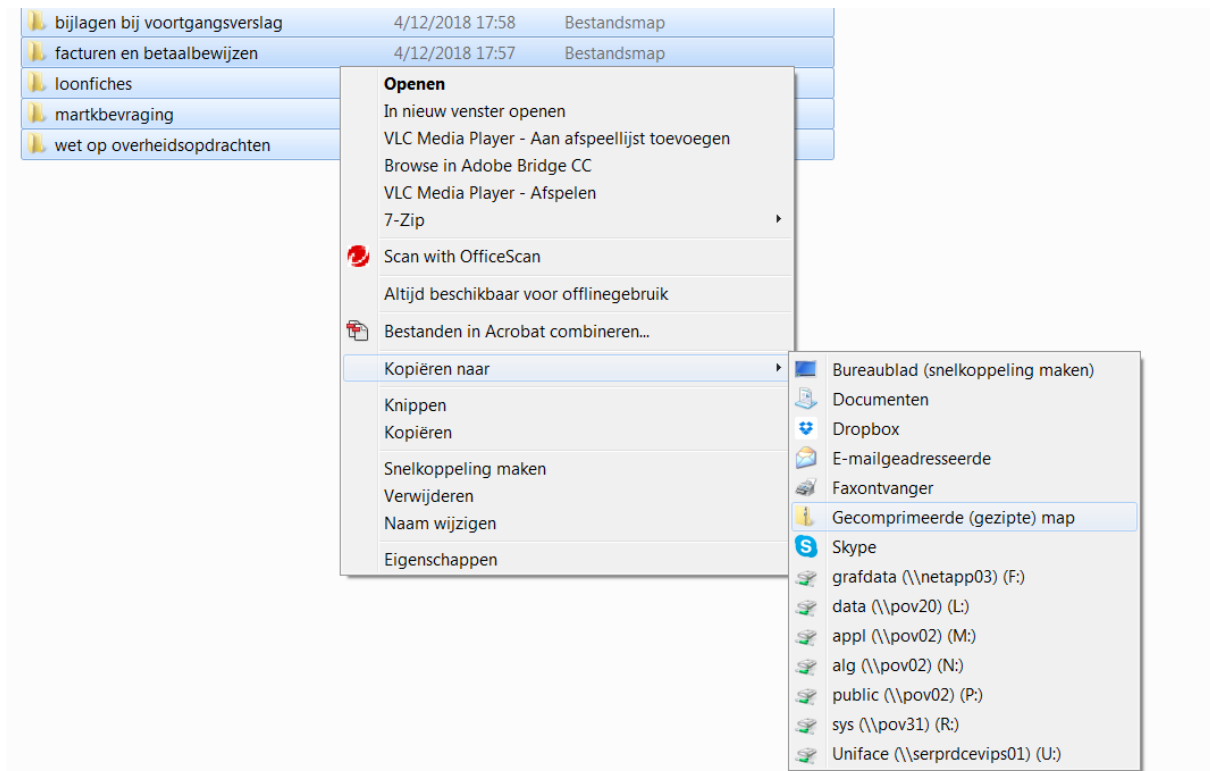 bijlagen bij voortgangsverslag 4/12/2018 17:58 Bestandsmap
facturen en betaalbewijzen 4/12/2018 17:57 Bestandsmap
loonfiches
martkbevraging
wet op overheidsopdrachten
Openen
In nieuw venster openen
VLC Media Player - Aan afspeellijst toevoegen
Browse in Adobe Bridge CC
VLC Media Player - Afspelen
7-Zip
Scan with OfficeScan
Altijd beschikbaar voor offlinegebruik
Bestanden in Acrobat combineren...
Kopiëren naar
Knippen
Kopiëren
Snelkoppeling maken
Verwijderen
Naam wijzigen
Eigenschappen
Bureaublad (snelkoppeling maken)
Documenten
Dropbox
E-mailgeadresseerde
Faxontvanger
Gecomprimeerde (gezipte) map
Skype
grafdata (\\netapp03) (F:)
data (\\pov20) (L:)
appl (\\pov02) (M:)
alg (\\pov02) (N:)
public (\\pov02) (P:)
sys (\\pov31) (R:)
Uniface (\\serprdcevips01) (U:)